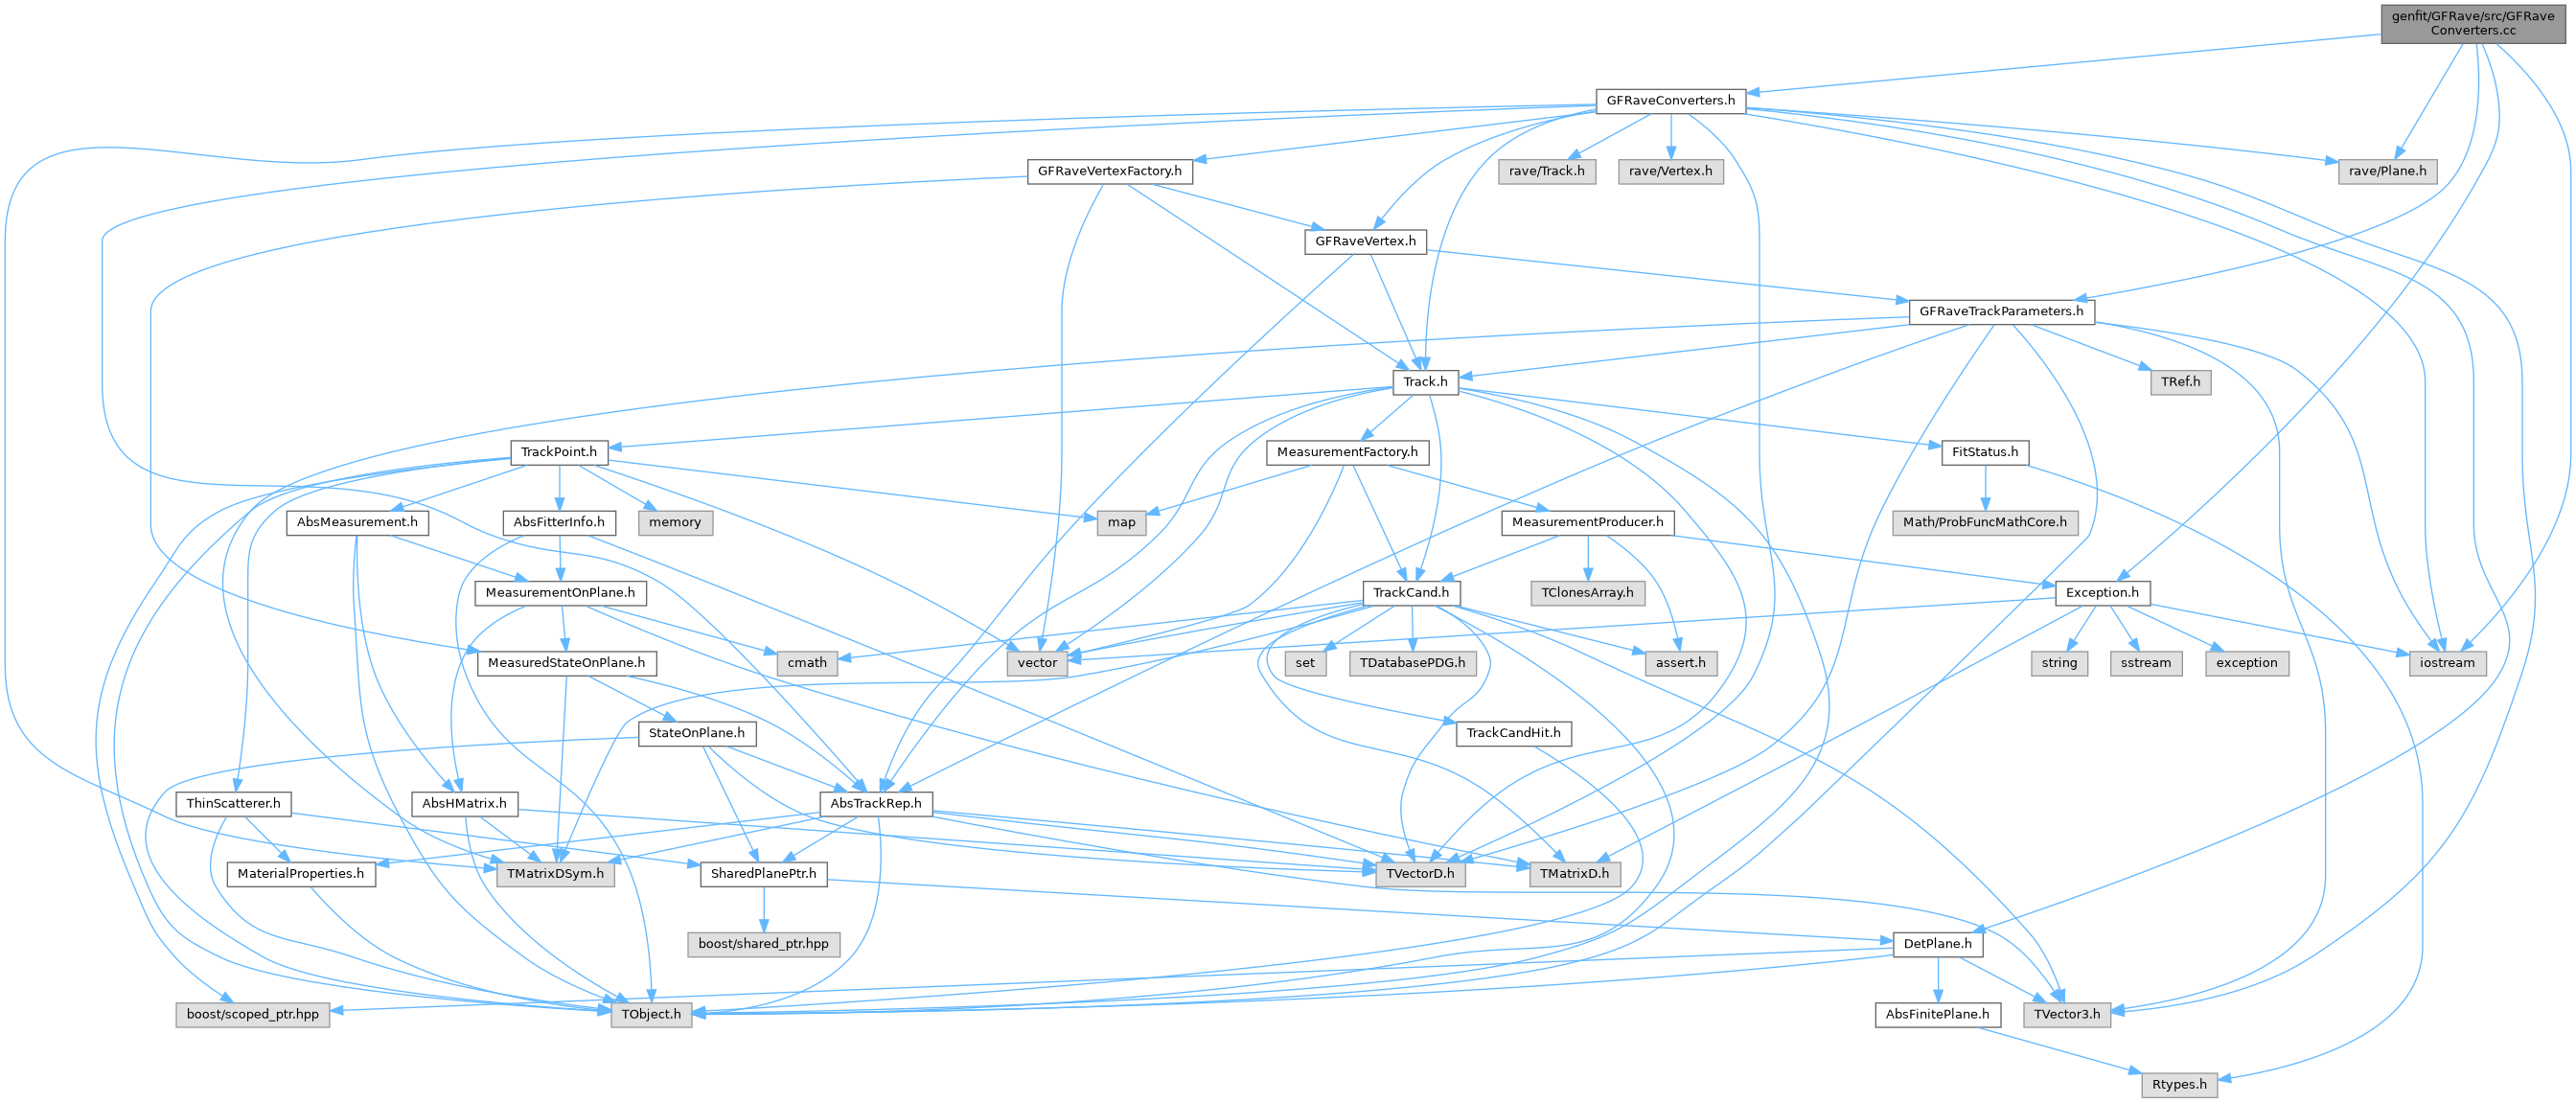 genfit/GFRave/src/GFRave
Converters.cc
GFRaveConverters.h
GFRaveVertexFactory.h
rave/Track.h
rave/Vertex.h
rave/Plane.h
GFRaveVertex.h
GFRaveTrackParameters.h
Track.h
TRef.h
TrackPoint.h
MeasurementFactory.h
FitStatus.h
AbsMeasurement.h
AbsFitterInfo.h
memory
map
MeasurementProducer.h
Math/ProbFuncMathCore.h
MeasurementOnPlane.h
TrackCand.h
TClonesArray.h
Exception.h
MeasuredStateOnPlane.h
cmath
vector
set
TDatabasePDG.h
assert.h
string
sstream
exception
iostream
StateOnPlane.h
TrackCandHit.h
ThinScatterer.h
AbsHMatrix.h
AbsTrackRep.h
MaterialProperties.h
TMatrixDSym.h
SharedPlanePtr.h
TVectorD.h
TMatrixD.h
boost/shared_ptr.hpp
DetPlane.h
boost/scoped_ptr.hpp
TObject.h
AbsFinitePlane.h
TVector3.h
Rtypes.h